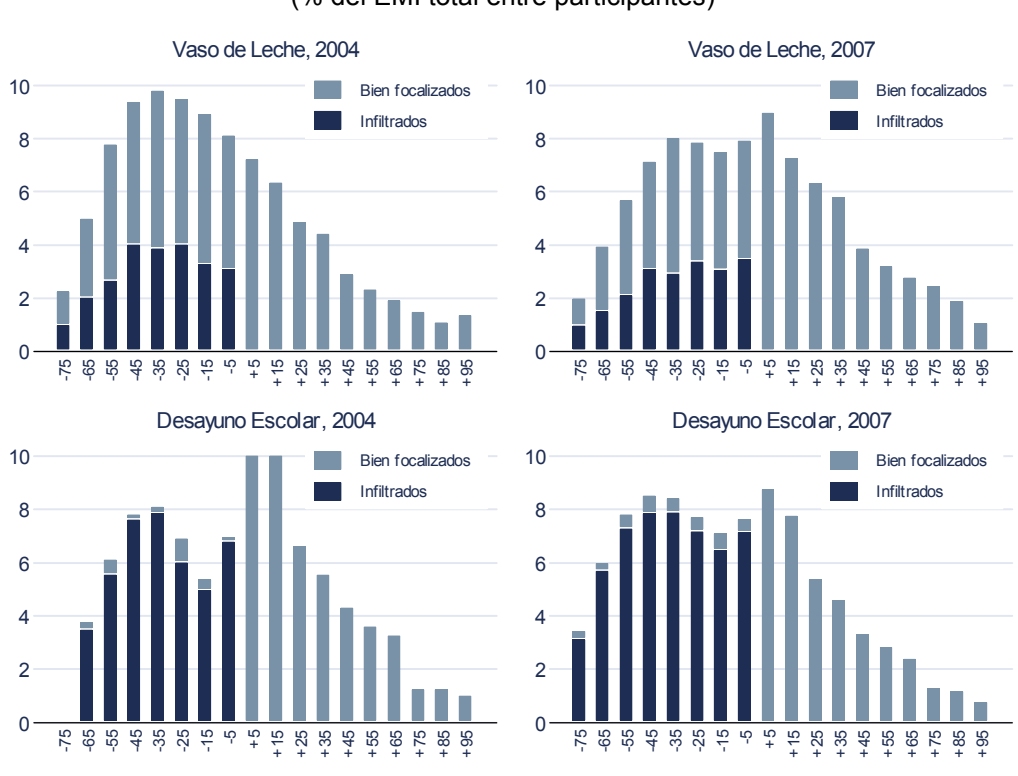 (% del EMI total entre participantes)
Vaso de Leche, 2004
Bien focalizados
Infiltrados
10
8
6
4
2
0
-75 -65 -55 -45 -35 -25 -15 -5 +5 +15 +25 +35 +45 +55 +65 +75 +85 +95
Vaso de Leche, 2007
Bien focalizados
Infiltrados
10
8
6
4
2
0
-75 -65 -55 -45 -35 -25 -15 -5 +5 +15 +25 +35 +45 +55 +65 +75 +85 +95
Desayuno Escolar, 2004
Bien focalizados
Infiltrados
10
8
6
4
2
0
-75 -65 -55 -45 -35 -25 -15 -5 +5 +15 +25 +35 +45 +55 +65 +75 +85 +95
Desayuno Escolar, 2007
Bien focalizados
Infiltrados
10
8
6
4
2
0
-75 -65 -55 -45 -35 -25 -15 -5 +5 +15 +25 +35 +45 +55 +65 +75 +85 +95